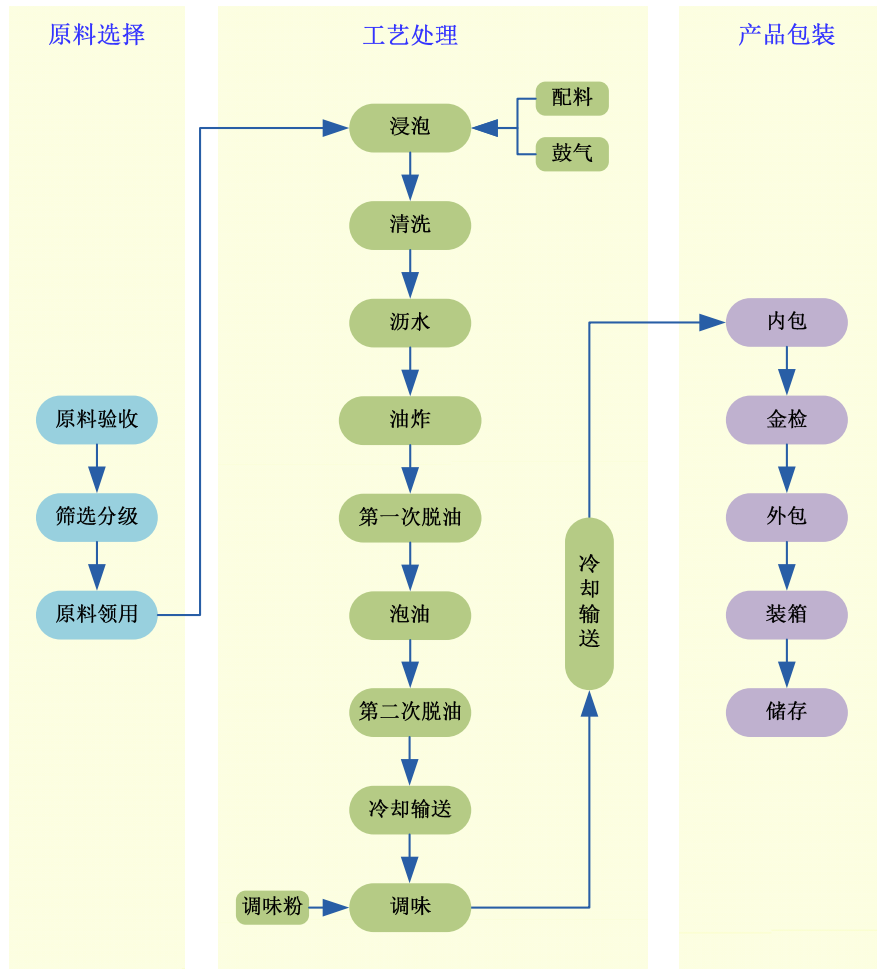 原料选择
原料验收
筛选分级
原料领用
工艺处理
配料
鼓气
浸泡
清洗
沥水
油炸
第一次脱油
泡油
第二次脱油
冷却输送
调味粉
调味
冷却输送
产品包装
内包
金检
外包
装箱
储存